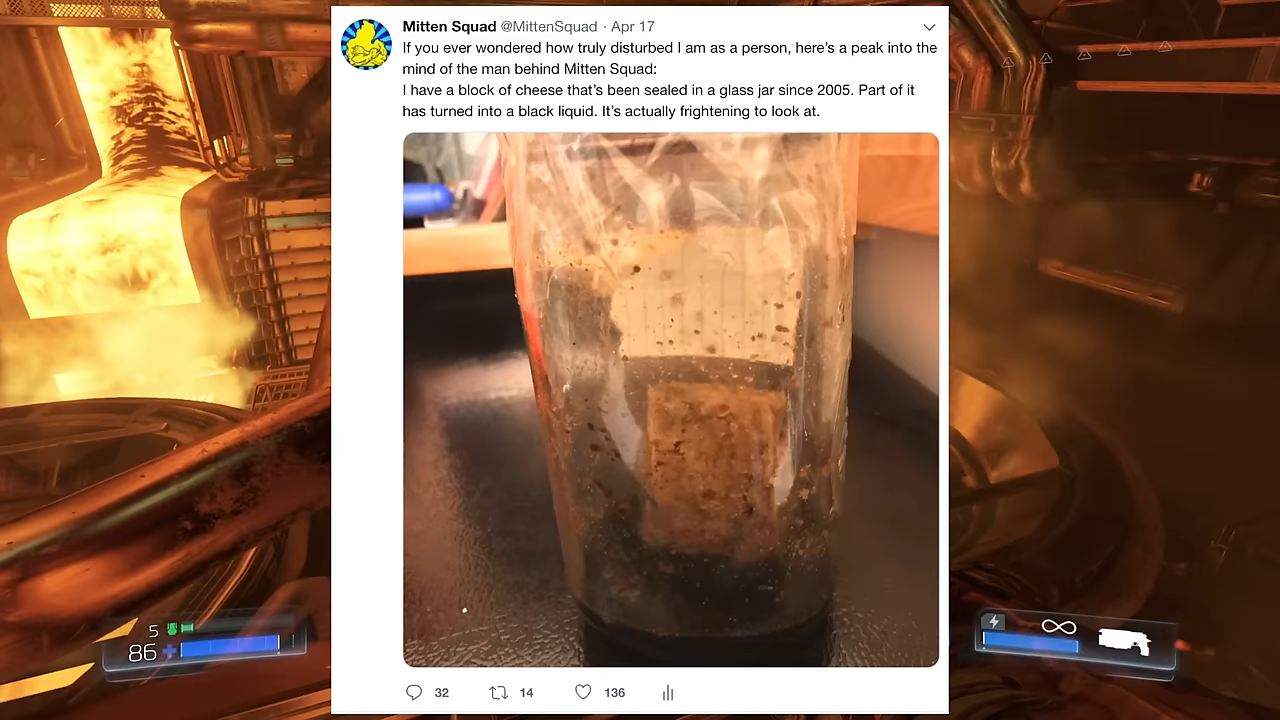 Mitten Squad @MittenSquad · Apr 17
If you ever wondered how truly disturbed I am as a person, here's a peak into the
mind of the man behind Mitten Squad:
I have a block of cheese that's been sealed in a glass jar since 2005. Part of it
has turned into a black liquid. It's actually frightening to look at.
5
86
∞
32 14 136